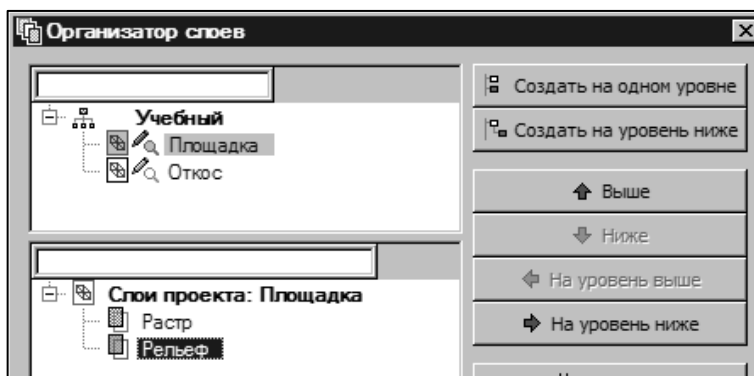 Организатор слоев
Учебный
Площадка
Откос
Слои проекта: Площадка
Растр
Рельеф
Создать на одном уровне
Создать на уровень ниже
Выше
Ниже
На уровень выше
На уровень ниже